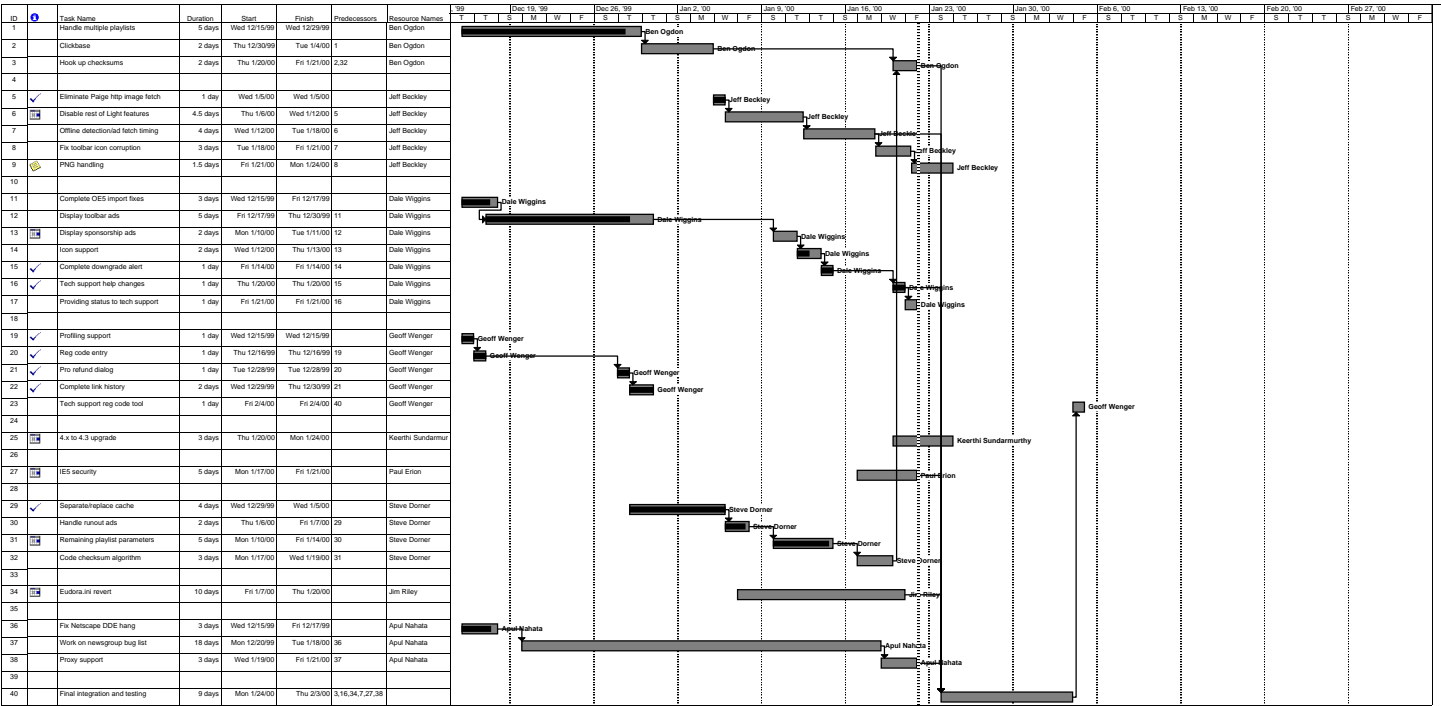 '99 Dec 19, '99 Dec 26, '99 Jan 2, '00 Jan 9, '00 Jan 16, '00 Jan 23, '00 Jan 30, '00 Feb 6, '00 Feb 13, '00 Feb 20, '00 Feb 27, '00
ID Task Name Duration Start Finish Predecessors Resource Names T T S M W F S T T S M W F S T T S M W F S T T S M W F S T T S M W F S T T S M W F
1 Handle multiple playlists 5 days Wed 12/15/99 Wed 12/29/99 Ben Ogdon Ben Ogdon
2 Clickbase 2 days Thu 12/30/99 Tue 1/4/00 1 Ben Ogdon Ben Ogdon
3 Hook up checksums 2 days Thu 1/20/00 Fri 1/21/00 2,32 Ben Ogdon Ben Ogdon
4
5 Eliminate Paige http image fetch 1 day Wed 1/5/00 Wed 1/5/00 Jeff Beckley Jeff Beckley
6 Disable rest of Light features 4.5 days Thu 1/6/00 Wed 1/12/00 5 Jeff Beckley Jeff Beckley
7 Offline detection/ad fetch timing 4 days Wed 1/12/00 Tue 1/18/00 6 Jeff Beckley Jeff Beckley
8 Fix toolbar icon corruption 3 days Tue 1/18/00 Fri 1/21/00 7 Jeff Beckley Jeff Beckley
9 PNG handling 1.5 days Fri 1/21/00 Mon 1/24/00 8 Jeff Beckley Jeff Beckley
10
11 Complete OE5 import fixes 3 days Wed 12/15/99 Fri 12/17/99 Dale Wiggins Dale Wiggins
12 Display toolbar ads 5 days Fri 12/17/99 Thu 12/30/99 11 Dale Wiggins Dale Wiggins
13 Display sponsorship ads 2 days Mon 1/10/00 Tue 1/11/00 12 Dale Wiggins Dale Wiggins
14 Icon support 2 days Wed 1/12/00 Thu 1/13/00 13 Dale Wiggins Dale Wiggins
15 Complete downgrade alert 1 day Fri 1/14/00 Fri 1/14/00 14 Dale Wiggins Dale Wiggins
16 Tech support help changes 1 day Thu 1/20/00 Thu 1/20/00 15 Dale Wiggins Dale Wiggins
17 Providing status to tech support 1 day Fri 1/21/00 Fri 1/21/00 16 Dale Wiggins Dale Wiggins
18
19 Profiling support 1 day Wed 12/15/99 Wed 12/15/99 Geoff Wenger Geoff Wenger
20 Reg code entry 1 day Thu 12/16/99 Thu 12/16/99 19 Geoff Wenger Geoff Wenger
21 Pro refund dialog 1 day Tue 12/28/99 Tue 12/28/99 20 Geoff Wenger Geoff Wenger
22 Complete link history 2 days Wed 12/29/99 Thu 12/30/99 21 Geoff Wenger Geoff Wenger
23 Tech support reg code tool 1 day Fri 2/4/00 Fri 2/4/00 40 Geoff Wenger Geoff Wenger
24
25 4.x to 4.3 upgrade 3 days Thu 1/20/00 Mon 1/24/00 Keerthi Sundarmur Keerthi Sundarmurthy
26
27 IE5 security 5 days Mon 1/17/00 Fri 1/21/00 Paul Erion Paul Erion
28
29 Separate/replace cache 4 days Wed 12/29/99 Wed 1/5/00 Steve Dorner Steve Dorner
30 Handle runout ads 2 days Thu 1/6/00 Fri 1/7/00 29 Steve Dorner Steve Dorner
31 Remaining playlist parameters 5 days Mon 1/10/00 Fri 1/14/00 30 Steve Dorner Steve Dorner
32 Code checksum algorithm 3 days Mon 1/17/00 Wed 1/19/00 31 Steve Dorner Steve Dorner
33
34 Eudora.ini revert 10 days Fri 1/7/00 Thu 1/20/00 Jim Riley Jim Riley
35
36 Fix Netscape DDE hang 3 days Wed 12/15/99 Fri 12/17/99 Apul Nahata Apul Nahata
37 Work on newsgroup bug list 18 days Mon 12/20/99 Tue 1/18/00 36 Apul Nahata Apul Nahata
38 Proxy support 3 days Wed 1/19/00 Fri 1/21/00 37 Apul Nahata Apul Nahata
39
40 Final integration and testing 9 days Mon 1/24/00 Thu 2/3/00 3,16,34,7,27,38